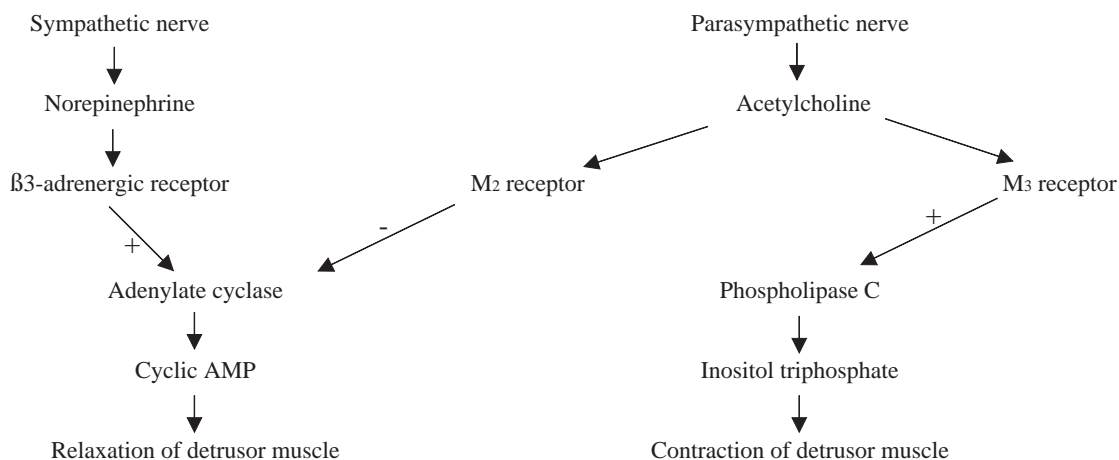 Sympathetic nerve
Parasympathetic nerve
Norepinephrine
Acetylcholine
ß3-adrenergic receptor
M2 receptor
M3 receptor
+
-
+
Adenylate cyclase
Phospholipase C
Cyclic AMP
Inositol triphosphate
Relaxation of detrusor muscle
Contraction of detrusor muscle